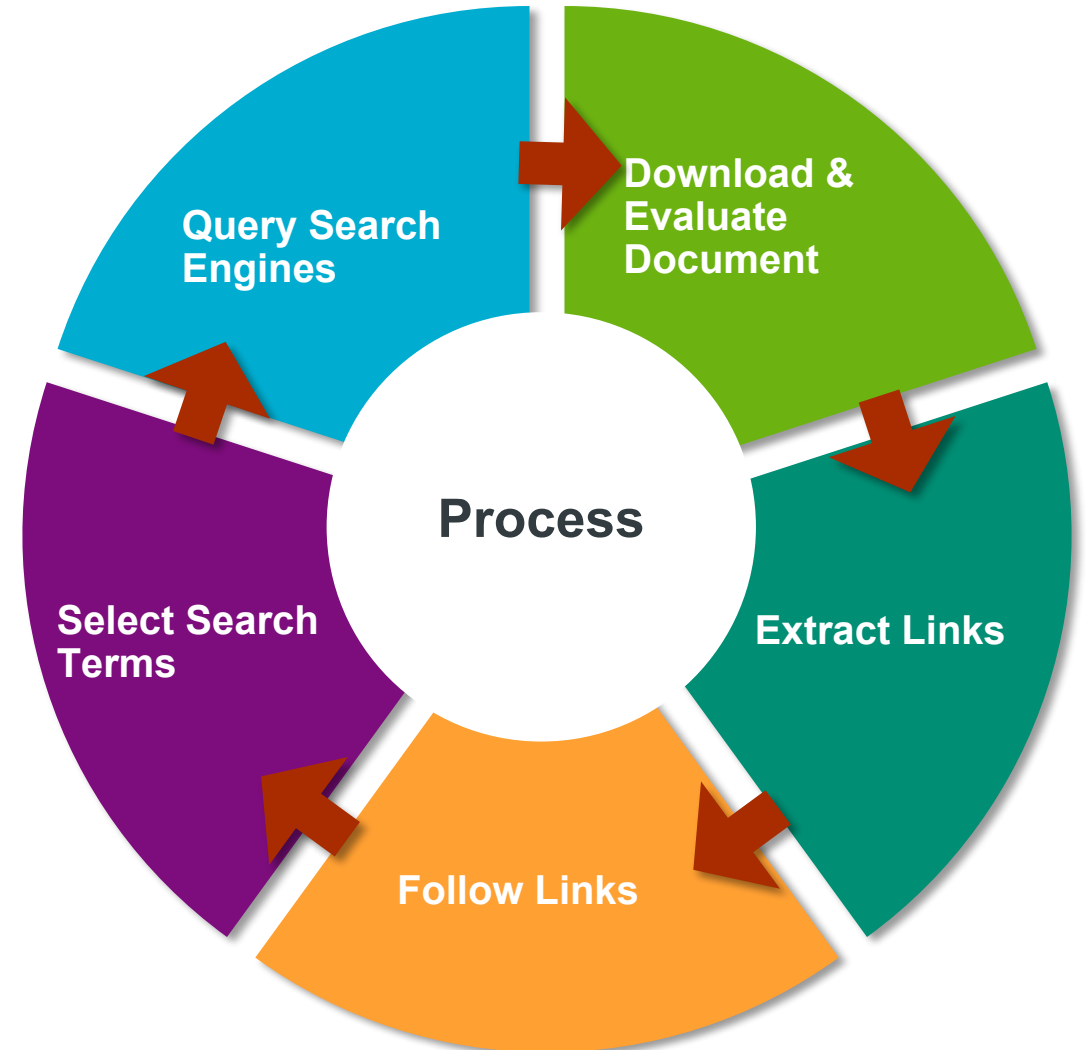 Query Search
Engines
Download &
Evaluate
Document
Process
Select Search
Terms
Extract Links
Follow Links